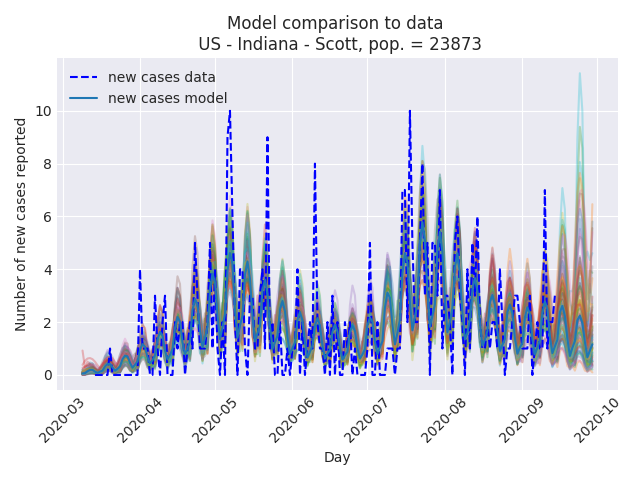 Model comparison to data
US - Indiana - Scott, pop. = 23873
new cases data
new cases model
Number of new cases reported
10
8
6
4
2
0
2020-03
2020-04
2020-05
2020-06
2020-07
2020-08
2020-09
2020-10
Day